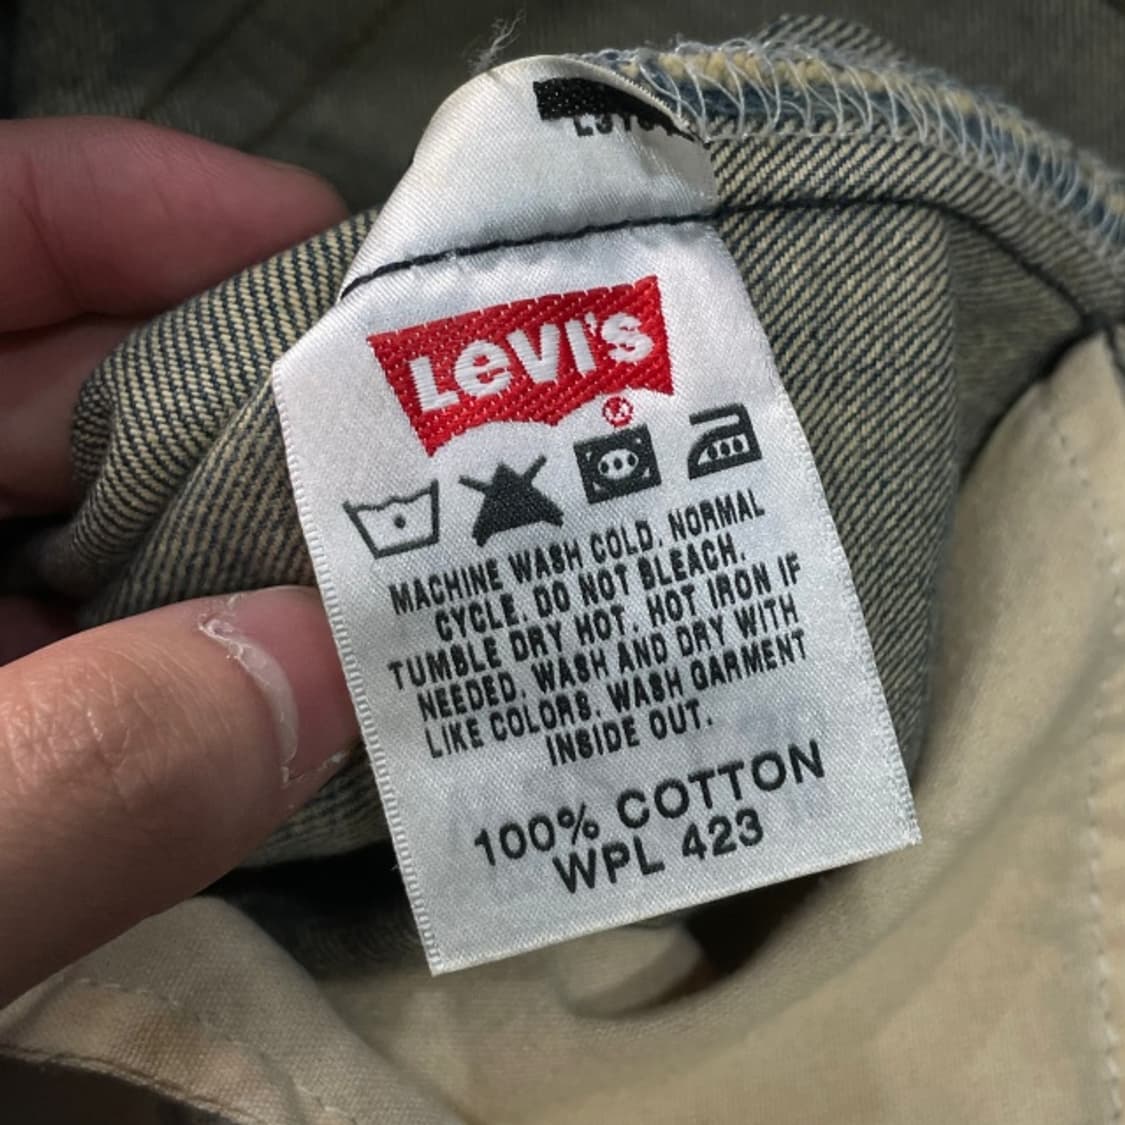 Levi's
®
MACHINE WASH COLD. NORMAL
CYCLE. DO NOT BLEACH.
TUMBLE DRY HOT. HOT IRON IF
NEEDED. WASH AND DRY WITH
LIKE COLORS. WASH GARMENT
INSIDE OUT.
100% COTTON
WPL 423